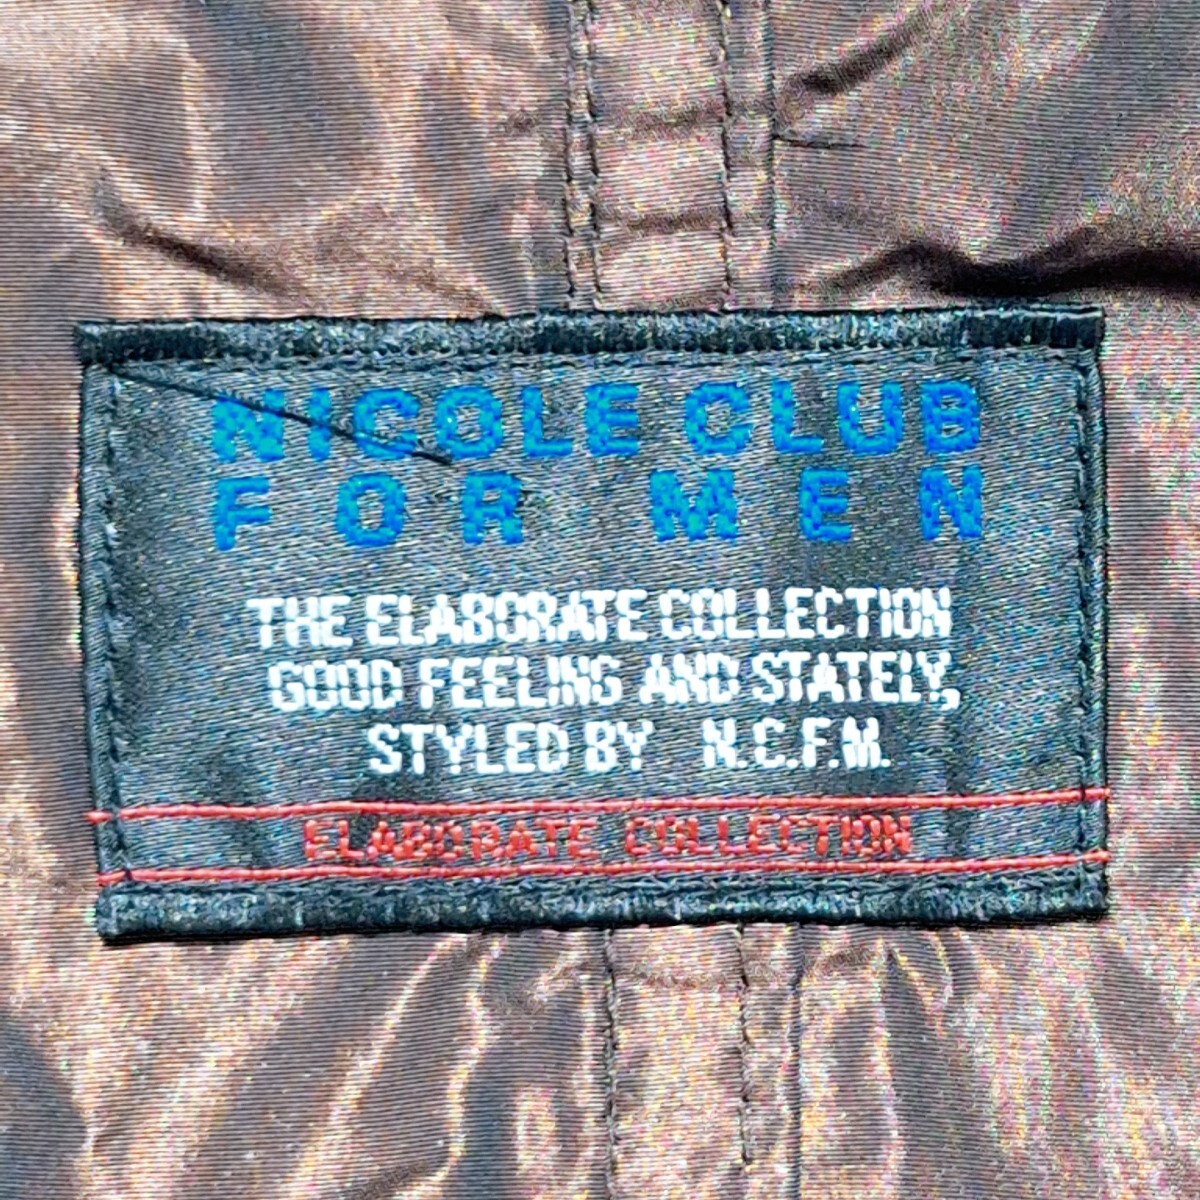 NICOLE CLUB
FOR MEN
THE ELABORATE COLLECTION
GOOD FEELING AND STATELY,
STYLED BY N.C.F.M.
ELABORATE COLLECTION